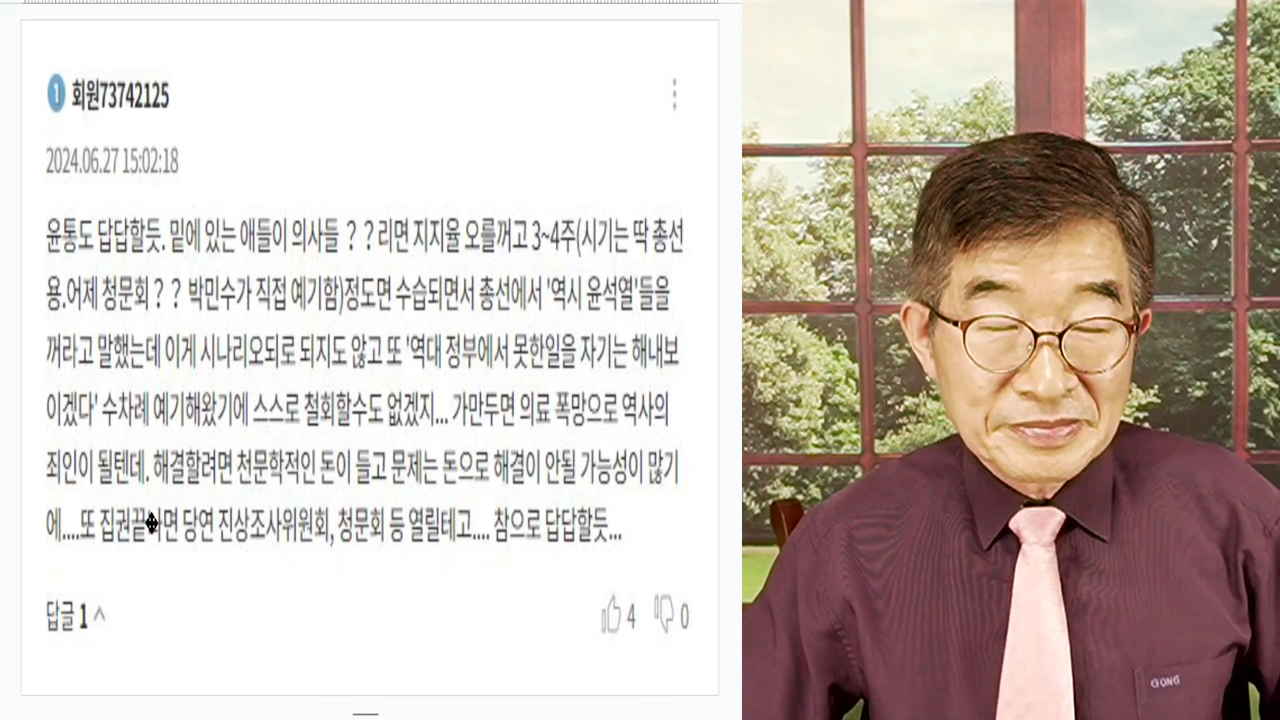 1 회원73742125
2024.06.27 15:02:18
윤통도 답답할듯. 밑에 있는 애들이 의사들 ? ? 리면 지지율 오를꺼고 3~4주(시기는 딱 총선
용.어제 청문회 ? ? 박민수가 직접 예기함)정도면 수습되면서 총선에서 '역시 윤석열'들을
꺼라고 말했는데 이게 시나리오되로 되지도 않고 또 '역대 정부에서 못한일을 자기는 해내보
이겠다' 수차례 예기해왔기에 스스로 철회할수도 없겠지... 가만두면 의료 폭망으로 역사의
죄인이 될텐데. 해결할려면 천문학적인 돈이 들고 문제는 돈으로 해결이 안될 가능성이 많기
에....또 면 당연 진상조사위원회, 청문회 등 열릴테고.... 참으로 답답할듯...
답글 1
4 0
GONG